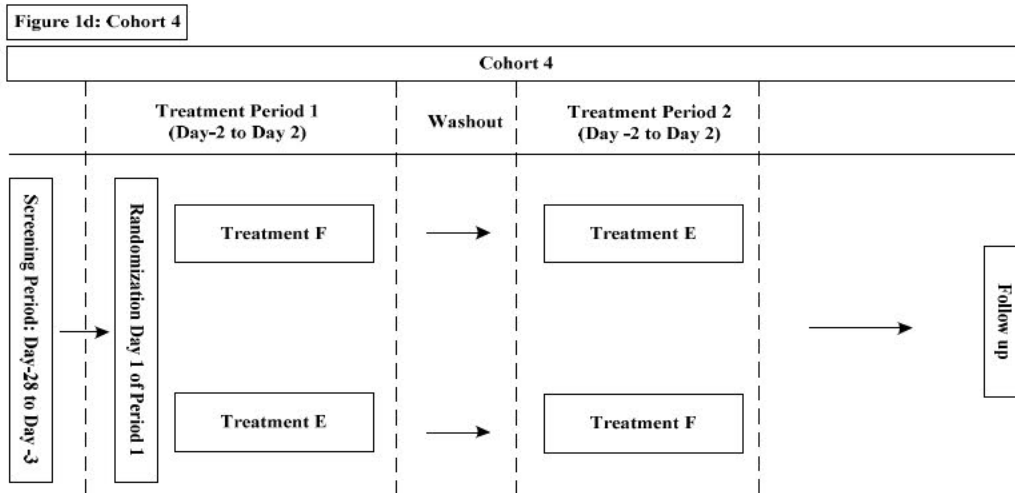 Figure 1d: Cohort 4
Cohort 4
Treatment Period 1
(Day-2 to Day 2)
Washout
Treatment Period 2
(Day -2 to Day 2)
Screening Period: Day-28 to Day -3
Randomization Day 1 of Period 1
Treatment F
Treatment E
Treatment E
Treatment F
Follow up